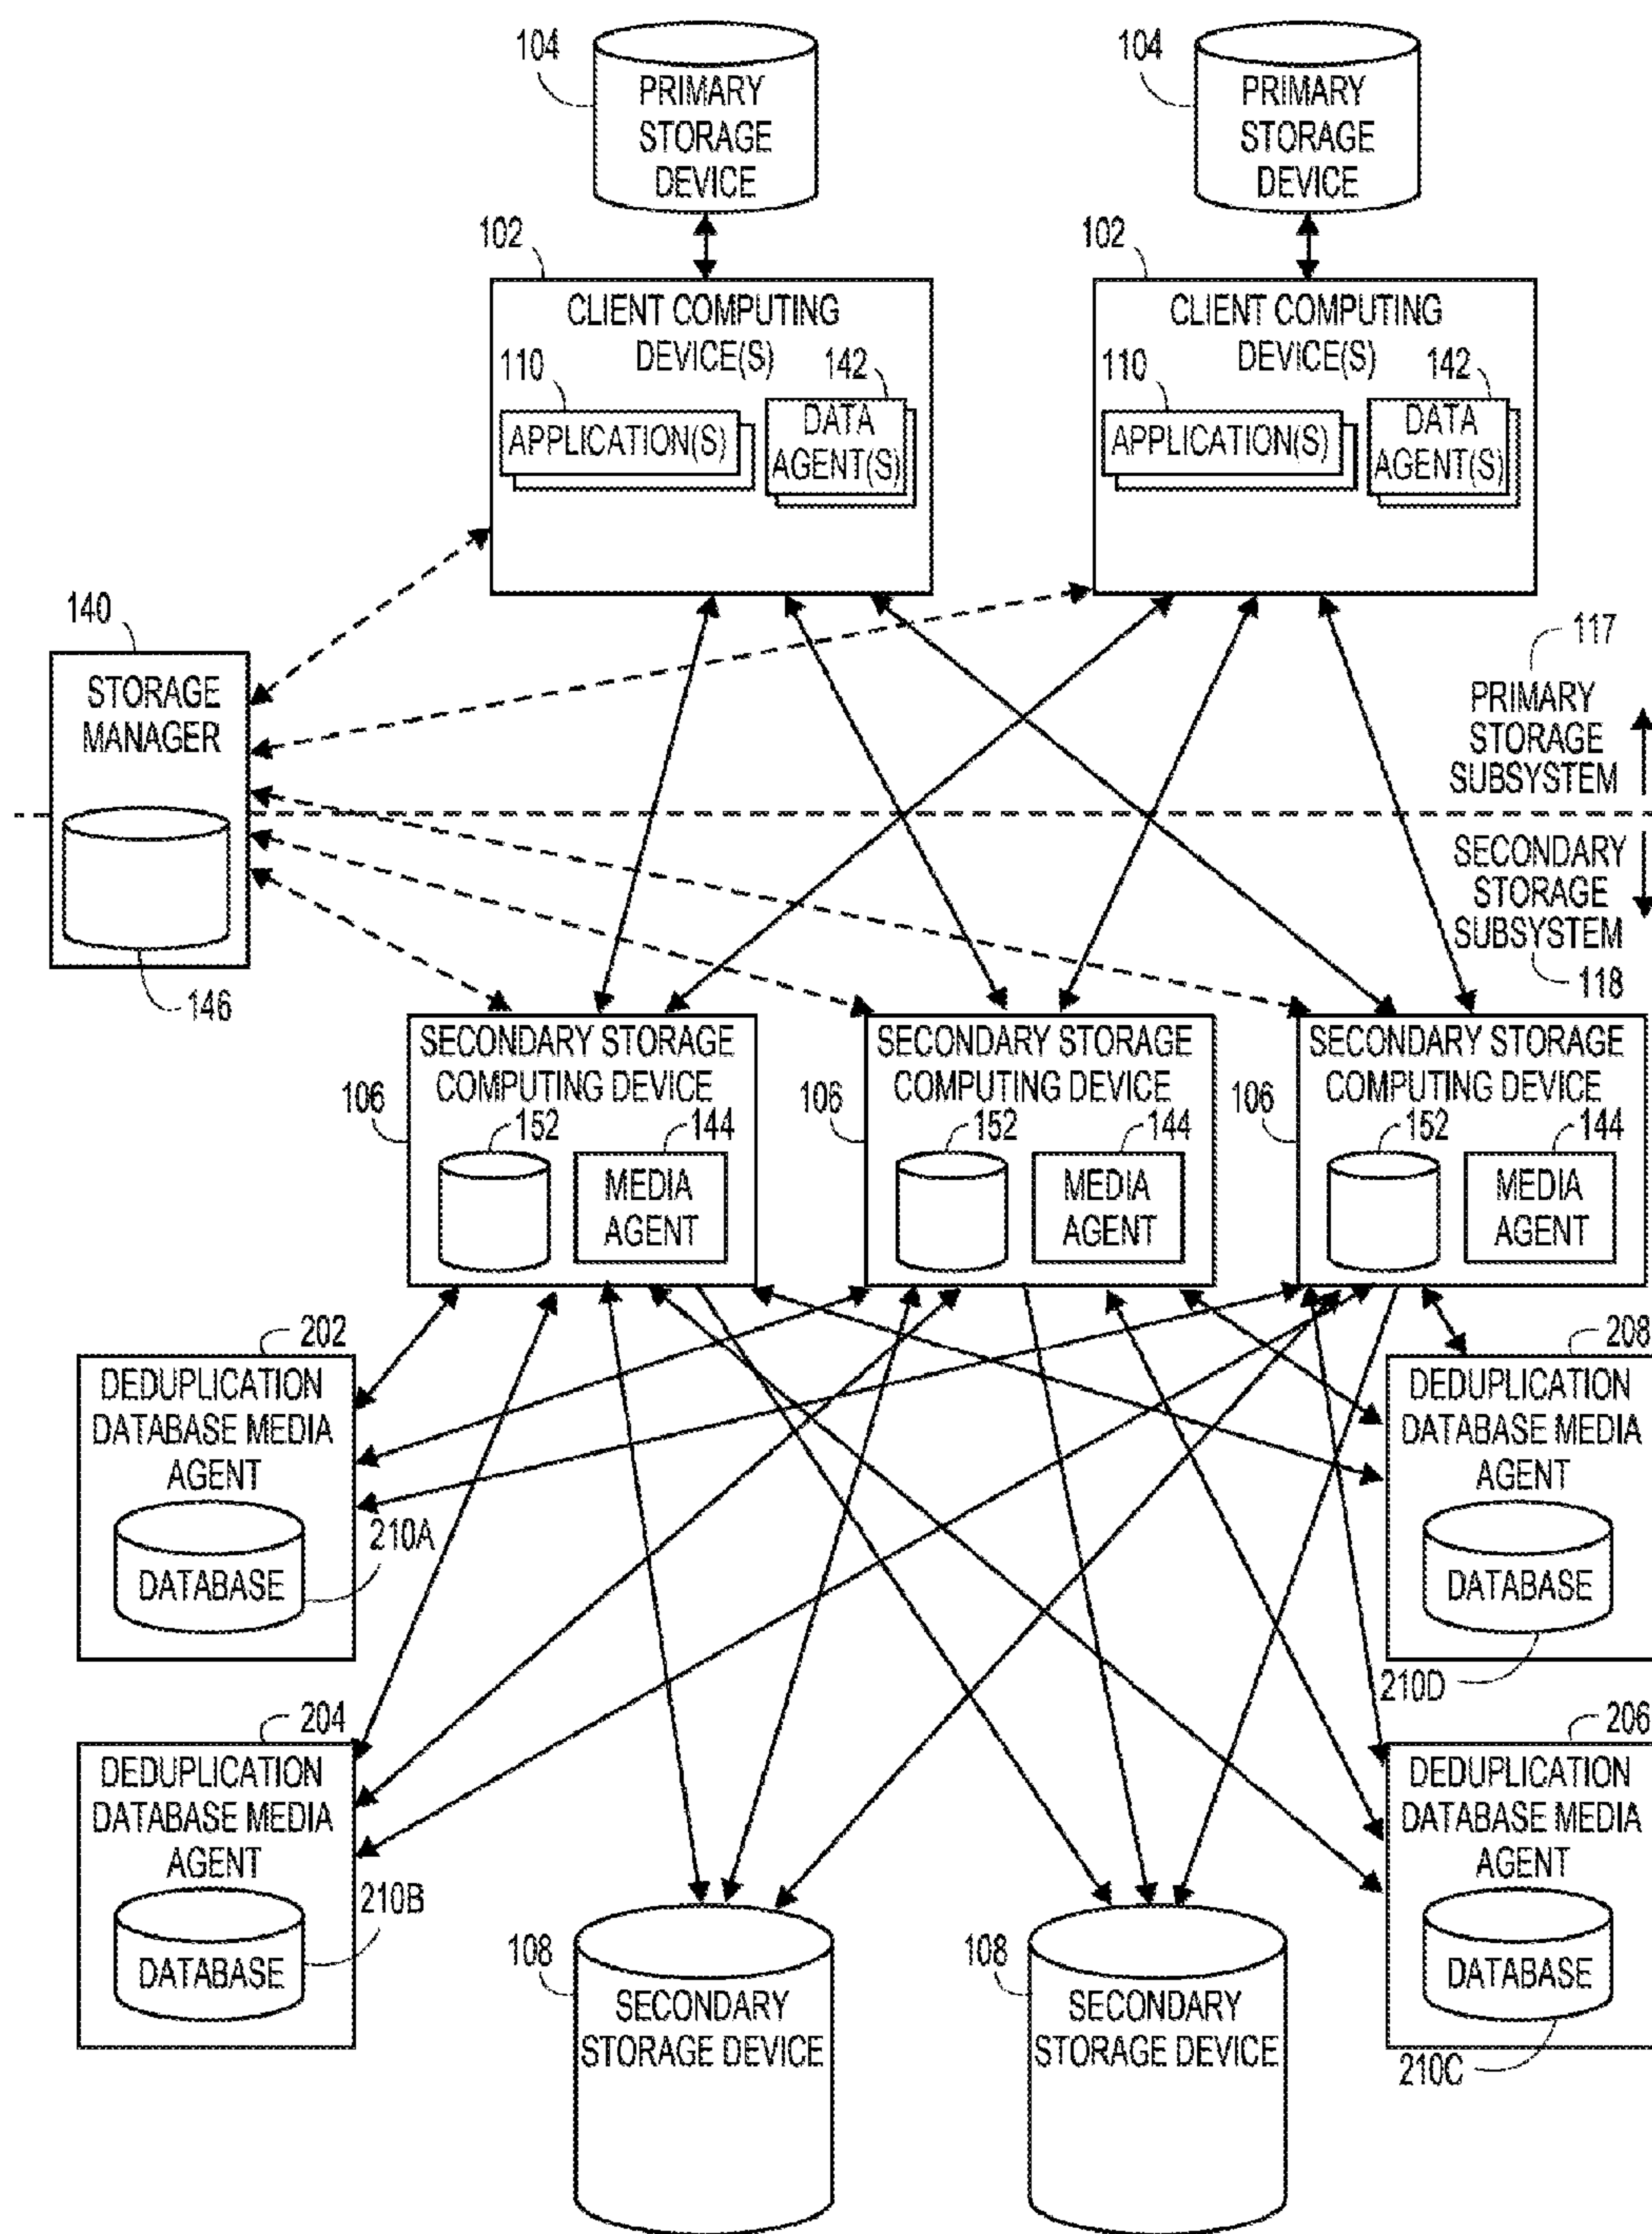 104
PRIMARY
STORAGE
DEVICE
104
PRIMARY
STORAGE
DEVICE
102
CLIENT COMPUTING
DEVICE(S)
110
142
APPLICATION(S)
DATA
AGENT(S)
102
CLIENT COMPUTING
DEVICE(S)
110
142
APPLICATION(S)
DATA
AGENT(S)
140
STORAGE
MANAGER
146
117
PRIMARY
STORAGE
SUBSYSTEM
SECONDARY
STORAGE
SUBSYSTEM
118
SECONDARY STORAGE
COMPUTING DEVICE
106
152
144
MEDIA
AGENT
SECONDARY STORAGE
COMPUTING DEVICE
106
152
144
MEDIA
AGENT
SECONDARY STORAGE
COMPUTING DEVICE
106
152
144
MEDIA
AGENT
202
DEDUPLICATION
DATABASE MEDIA
AGENT
210A
DATABASE
208
DEDUPLICATION
DATABASE MEDIA
AGENT
DATABASE
210D
204
DEDUPLICATION
DATABASE MEDIA
AGENT
210B
DATABASE
206
DEDUPLICATION
DATABASE MEDIA
AGENT
DATABASE
210C
108
SECONDARY
STORAGE DEVICE
108
SECONDARY
STORAGE DEVICE